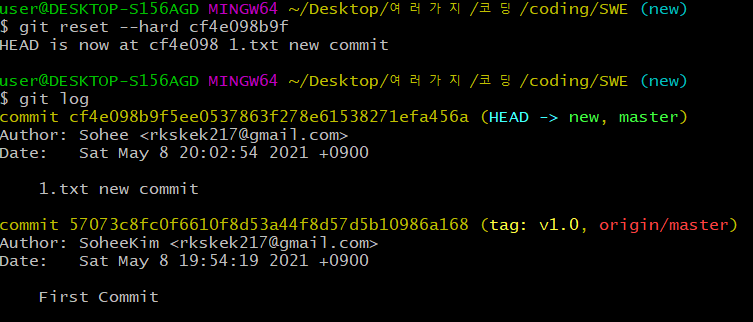 user@DESKTOP-S156AGD MINGW64 ~/Desktop/여러가지/코딩/coding/SWE (new)
$ git reset --hard cf4e098b9f
HEAD is now at cf4e098 1.txt new commit
user@DESKTOP-S156AGD MINGW64 ~/Desktop/여러가지/코딩/coding/SWE (new)
$ git log
commit cf4e098b9f5ee0537863f278e61538271efa456a (HEAD -> new, master)
Author: Sohee <rkskek217@gmail.com>
Date:   Sat May 8 20:02:54 2021 +0900
1.txt new commit
commit 57073c8fc0f6610f8d53a44f8d57d5b10986a168 (tag: v1.0, origin/master)
Author: SoheeKim <rkskek217@gmail.com>
Date:   Sat May 8 19:54:19 2021 +0900
First Commit